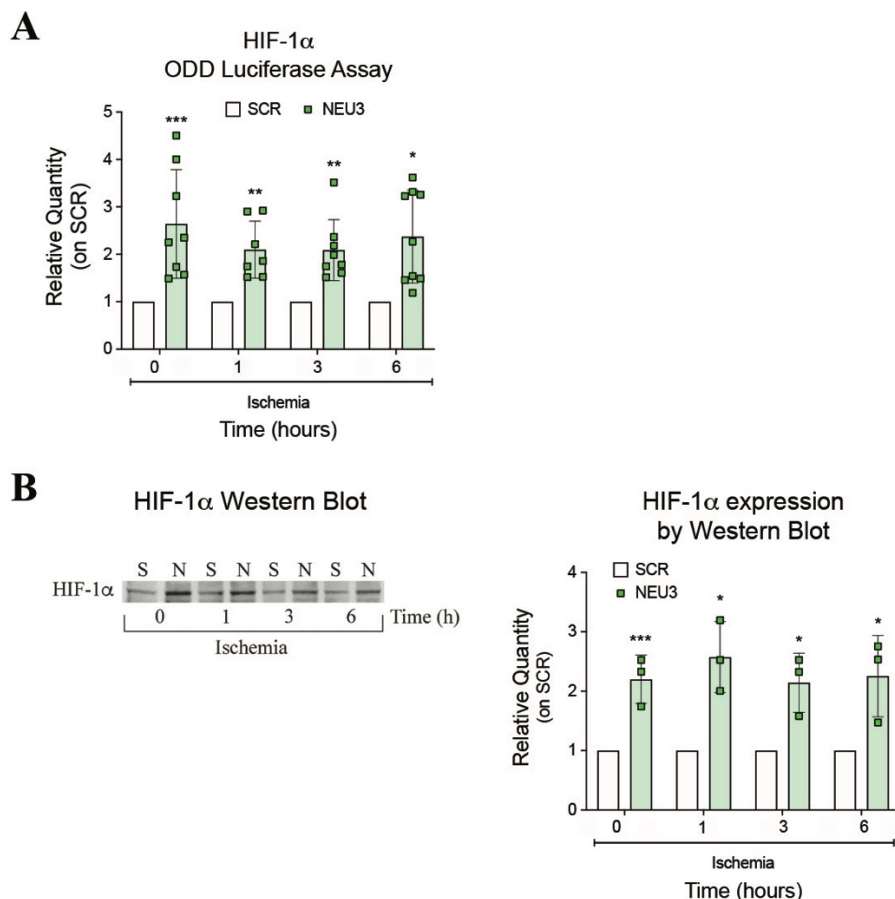 A
HIF-1α
ODD Luciferase Assay
SCR NEU3
Relative Quantity
(on SCR)
5
4
3
2
1
0
*** ** ** *
0 1 3 6
Ischemia
Time (hours)
B
HIF-1α Western Blot
S N S N S N S N
HIF-1α
0 1 3 6 Time (h)
Ischemia
HIF-1α expression
by Western Blot
SCR
NEU3
Relative Quantity
(on SCR)
4
3
2
1
0
*** * * *
0 1 3 6
Ischemia
Time (hours)